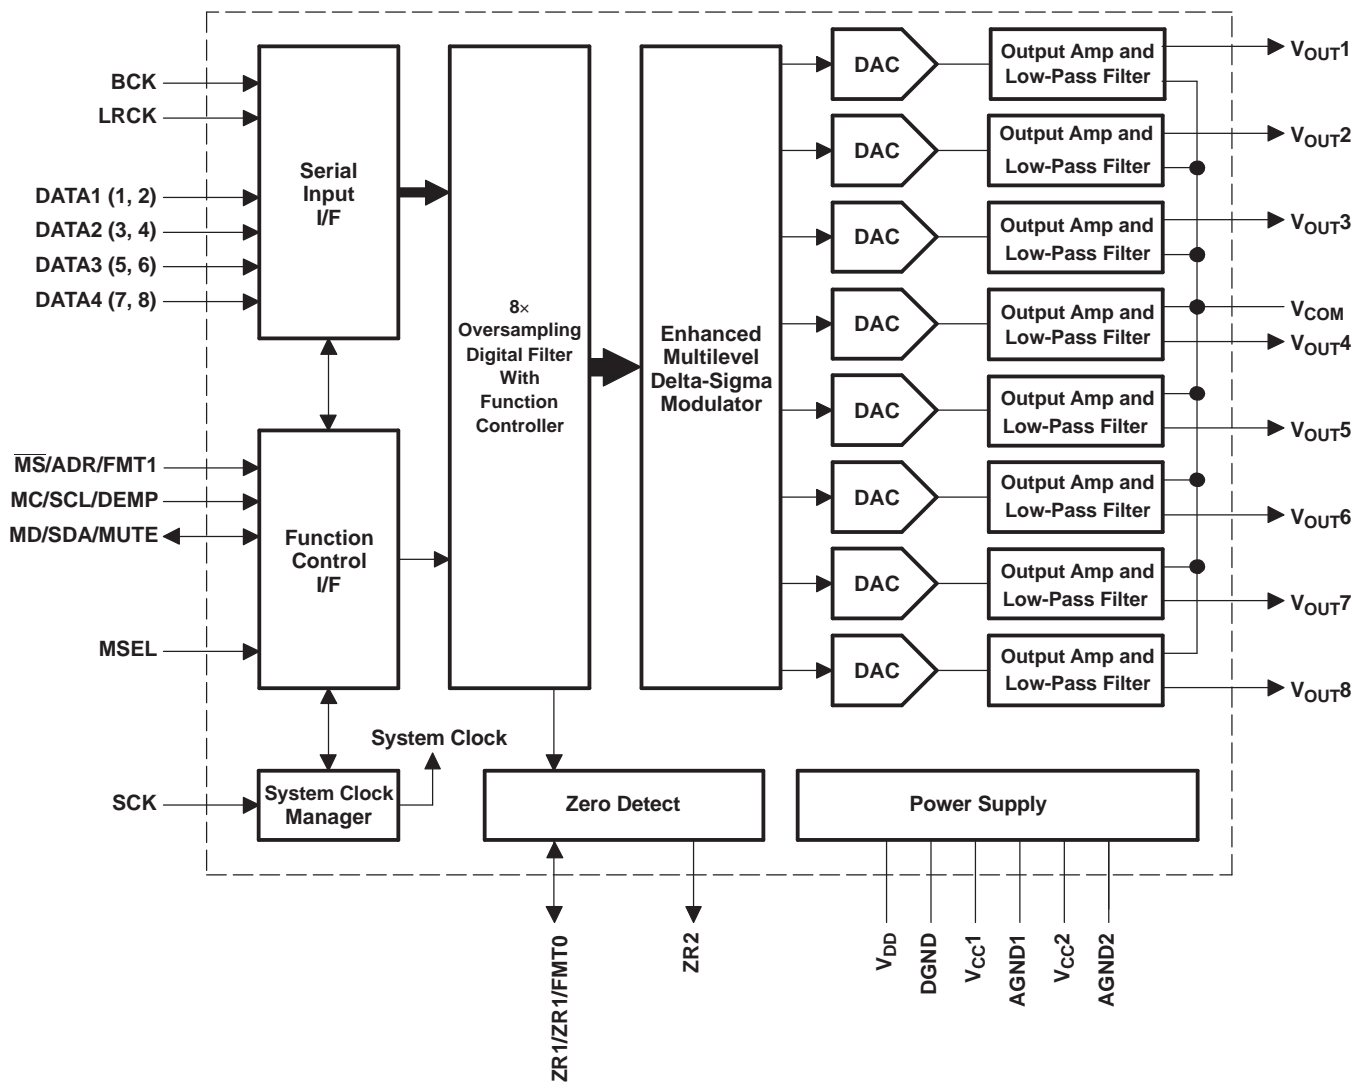 BCK
LRCK
DATA1 (1, 2)
DATA2 (3, 4)
DATA3 (5, 6)
DATA4 (7, 8)
M̅S̅/ADR/FMT1
MC/SCL/DEMP
MD/SDA/MUTE
MSEL
SCK
Serial
Input
I/F
Function
Control
I/F
System Clock
System Clock
Manager
8×
Oversampling
Digital Filter
With
Function
Controller
Enhanced
Multilevel
Delta-Sigma
Modulator
DAC
Output Amp and
Low-Pass Filter
VOUT1
DAC
Output Amp and
Low-Pass Filter
VOUT2
DAC
Output Amp and
Low-Pass Filter
VOUT3
DAC
Output Amp and
Low-Pass Filter
VCOM
VOUT4
DAC
Output Amp and
Low-Pass Filter
VOUT5
DAC
Output Amp and
Low-Pass Filter
VOUT6
DAC
Output Amp and
Low-Pass Filter
VOUT7
DAC
Output Amp and
Low-Pass Filter
VOUT8
Zero Detect
Power Supply
ZR1/ZR1/FMT0
ZR2
VDD
DGND
VCC1
AGND1
VCC2
AGND2